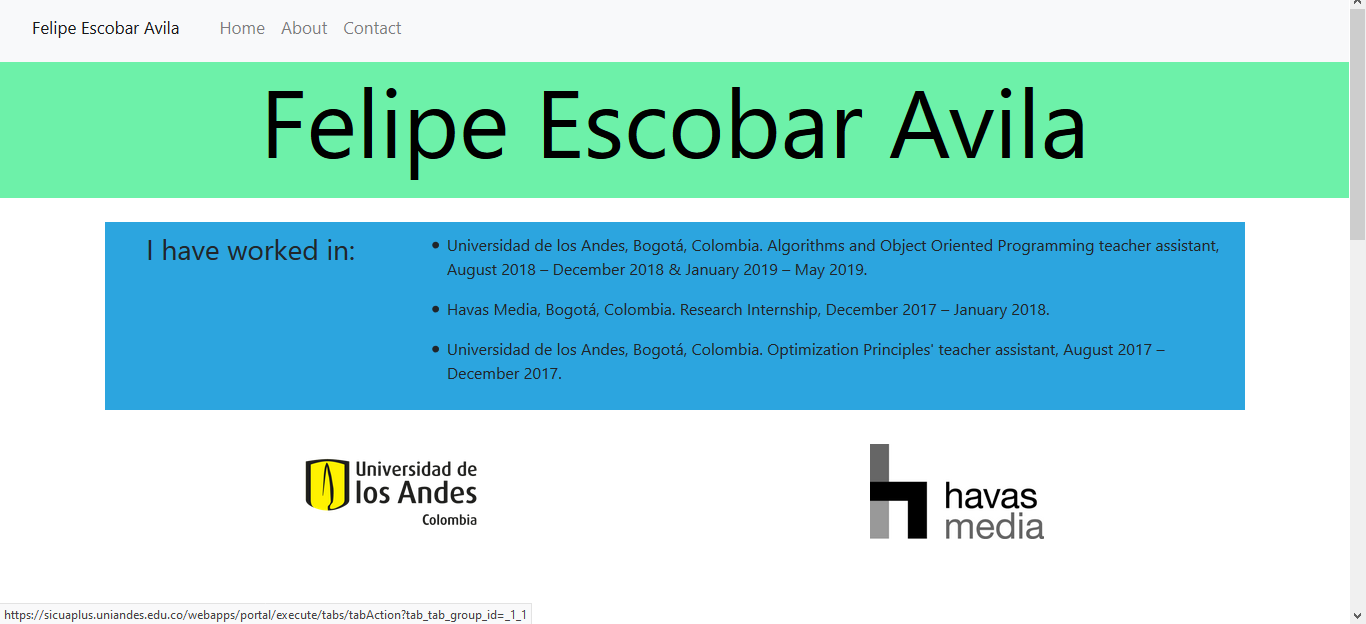 Felipe Escobar Avila Home About Contact
Felipe Escobar Avila
I have worked in:
• Universidad de los Andes, Bogotá, Colombia. Algorithms and Object Oriented Programming teacher assistant,
August 2018 – December 2018 & January 2019 – May 2019.
• Havas Media, Bogotá, Colombia. Research Internship, December 2017 – January 2018.
• Universidad de los Andes, Bogotá, Colombia. Optimization Principles' teacher assistant, August 2017 –
December 2017.
Universidad de
los Andes
Colombia
havas
media
https://sicuaplus.uniandes.edu.co/webapps/portal/execute/tabs/tabAction?tab_tab_group_id=_1_1